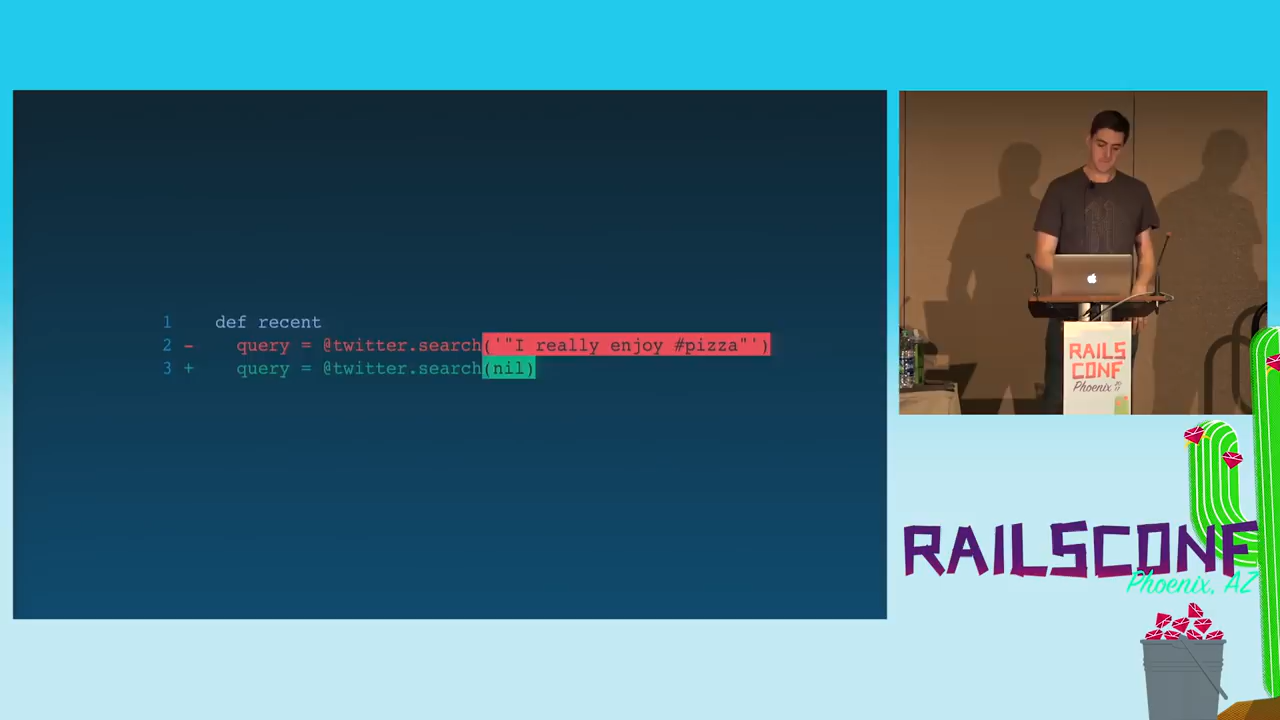 1 def recent
2 - query = @twitter.search('"I really enjoy #pizza"')
3 + query = @twitter.search(nil)
RAILS
CONF
Phoenix 2017
RAILSCONF
Phoenix, AZ